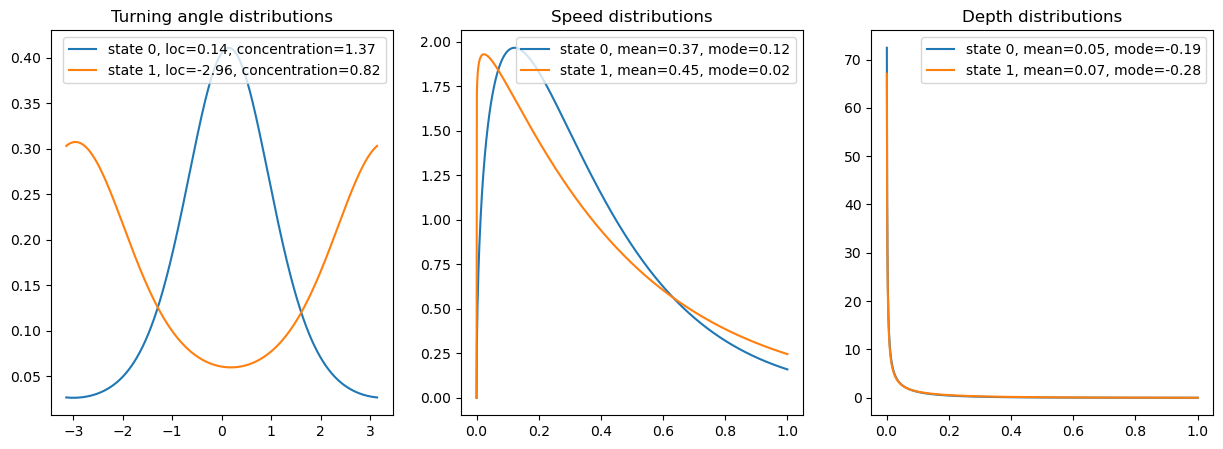 Turning angle distributions
state 0, loc=0.14, concentration=1.37
state 1, loc=-2.96, concentration=0.82
0.40
0.35
0.30
0.25
0.20
0.15
0.10
0.05
−3 −2 −1 0 1 2 3
Speed distributions
state 0, mean=0.37, mode=0.12
state 1, mean=0.45, mode=0.02
2.00
1.75
1.50
1.25
1.00
0.75
0.50
0.25
0.00
0.0 0.2 0.4 0.6 0.8 1.0
Depth distributions
state 0, mean=0.05, mode=-0.19
state 1, mean=0.07, mode=-0.28
70
60
50
40
30
20
10
0
0.0 0.2 0.4 0.6 0.8 1.0